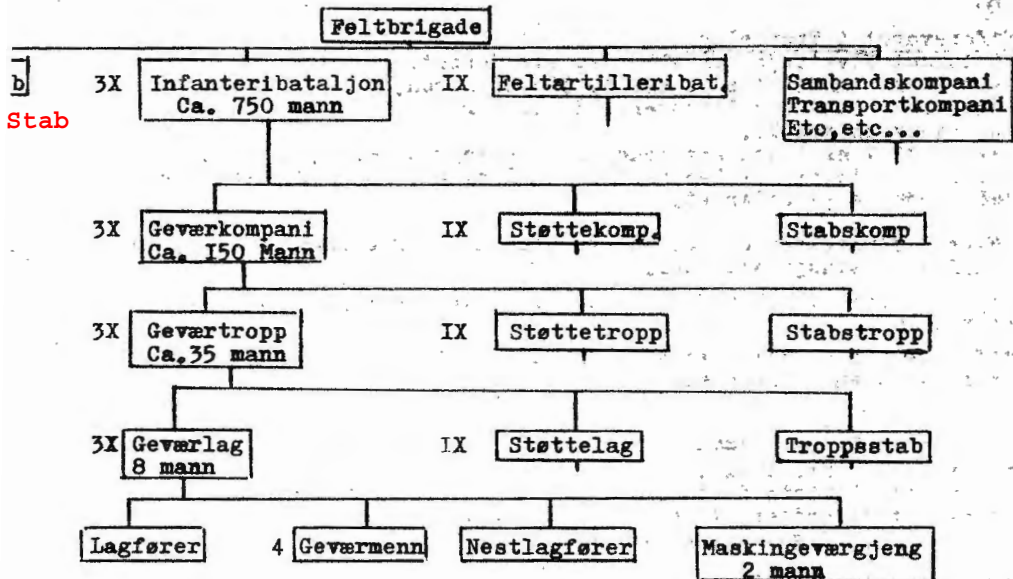 Feltbrigade
b
Stab
3X Infanteribataljon
Ca. 750 mann
IX Feltartilleribat.
Sambandskompani
Transportkompani
Etc,etc...
3X Geværkompani
Ca. I50 Mann
IX Støttekomp.
Stabskomp
3X Geværtropp
Ca.35 mann
IX Støttetropp
Stabstropp
3X Geværlag
8 mann
IX Støttelag
Troppsstab
Lagfører
4 Geværmenn
Nestlagfører
Maskingeværgjeng
2 mann